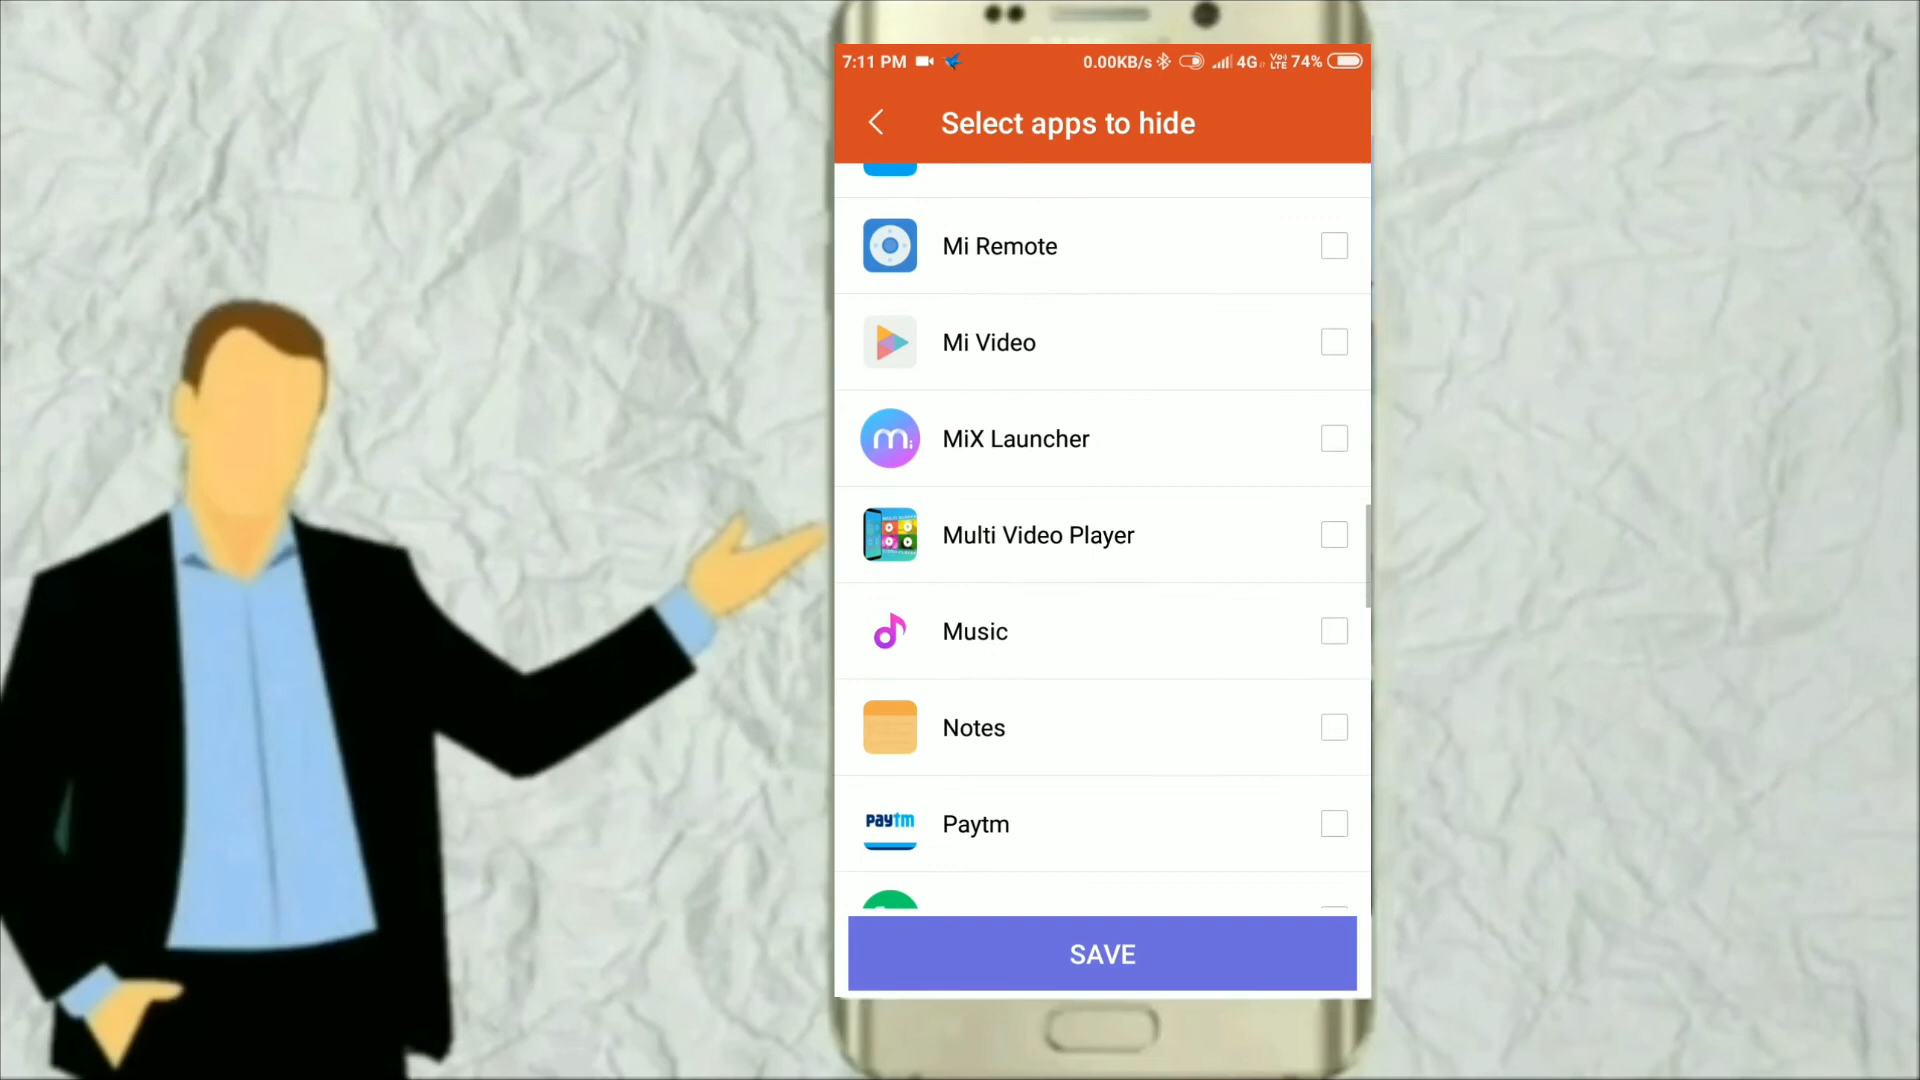 7:11 PM 0.00KB/s 4G VoLTE 74%
Select apps to hide
Mi Remote
Mi Video
MiX Launcher
Multi Video Player
Music
Notes
paytm Paytm
SAVE